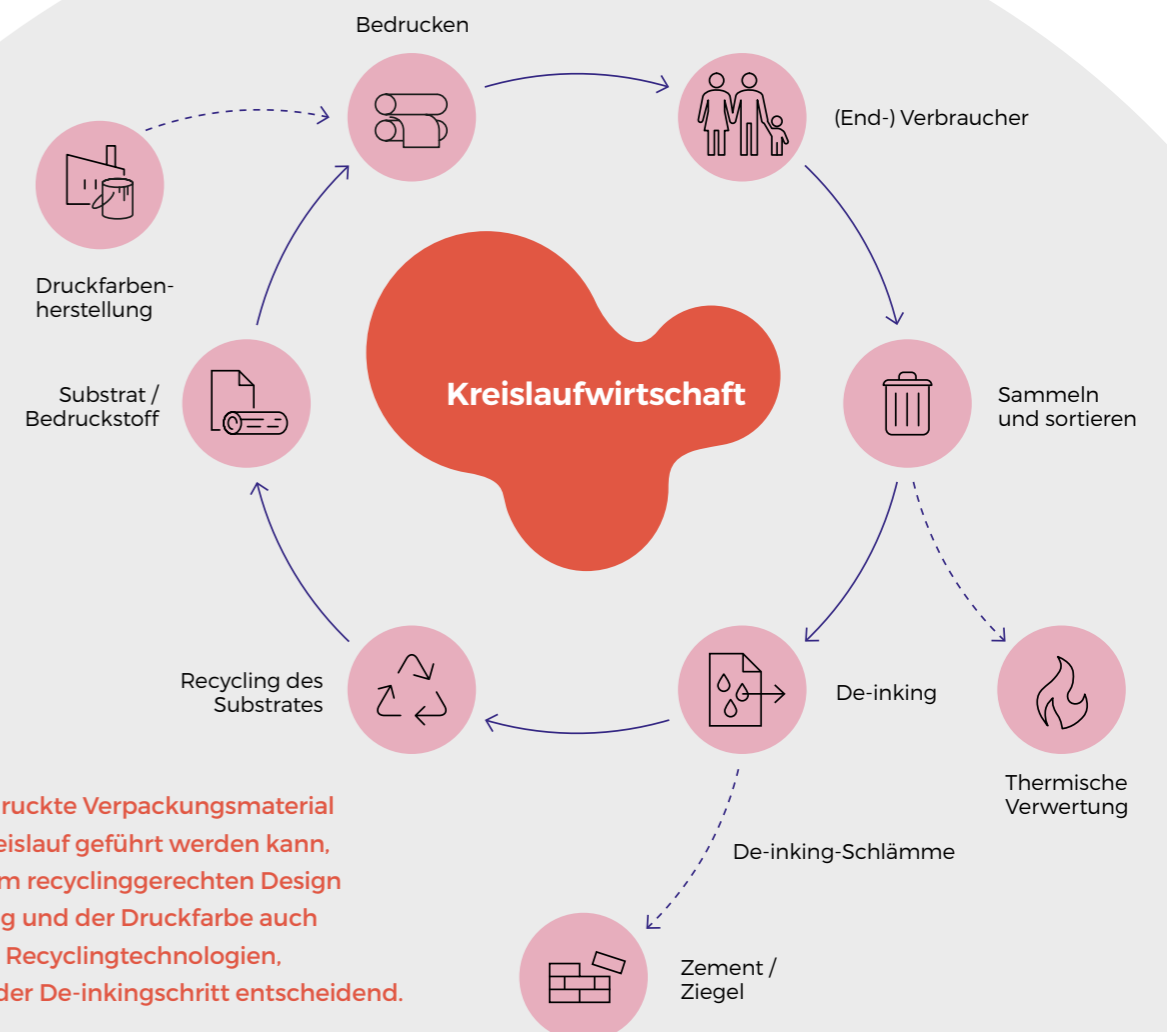 Bedrucken
(End-) Verbraucher
Druckfarben-
herstellung
Kreislaufwirtschaft
Substrat /
Bedruckstoff
Sammeln
und sortieren
Recycling des
Substrates
De-inking
Thermische
Verwertung
De-inking-Schlämme
Zement /
Ziegel
ruckte Verpackungsmaterial
eislauf geführt werden kann,
m recyclinggerechten Design
g und der Druckfarbe auch
Recyclingtechnologien,
der De-inkingschritt entscheidend.